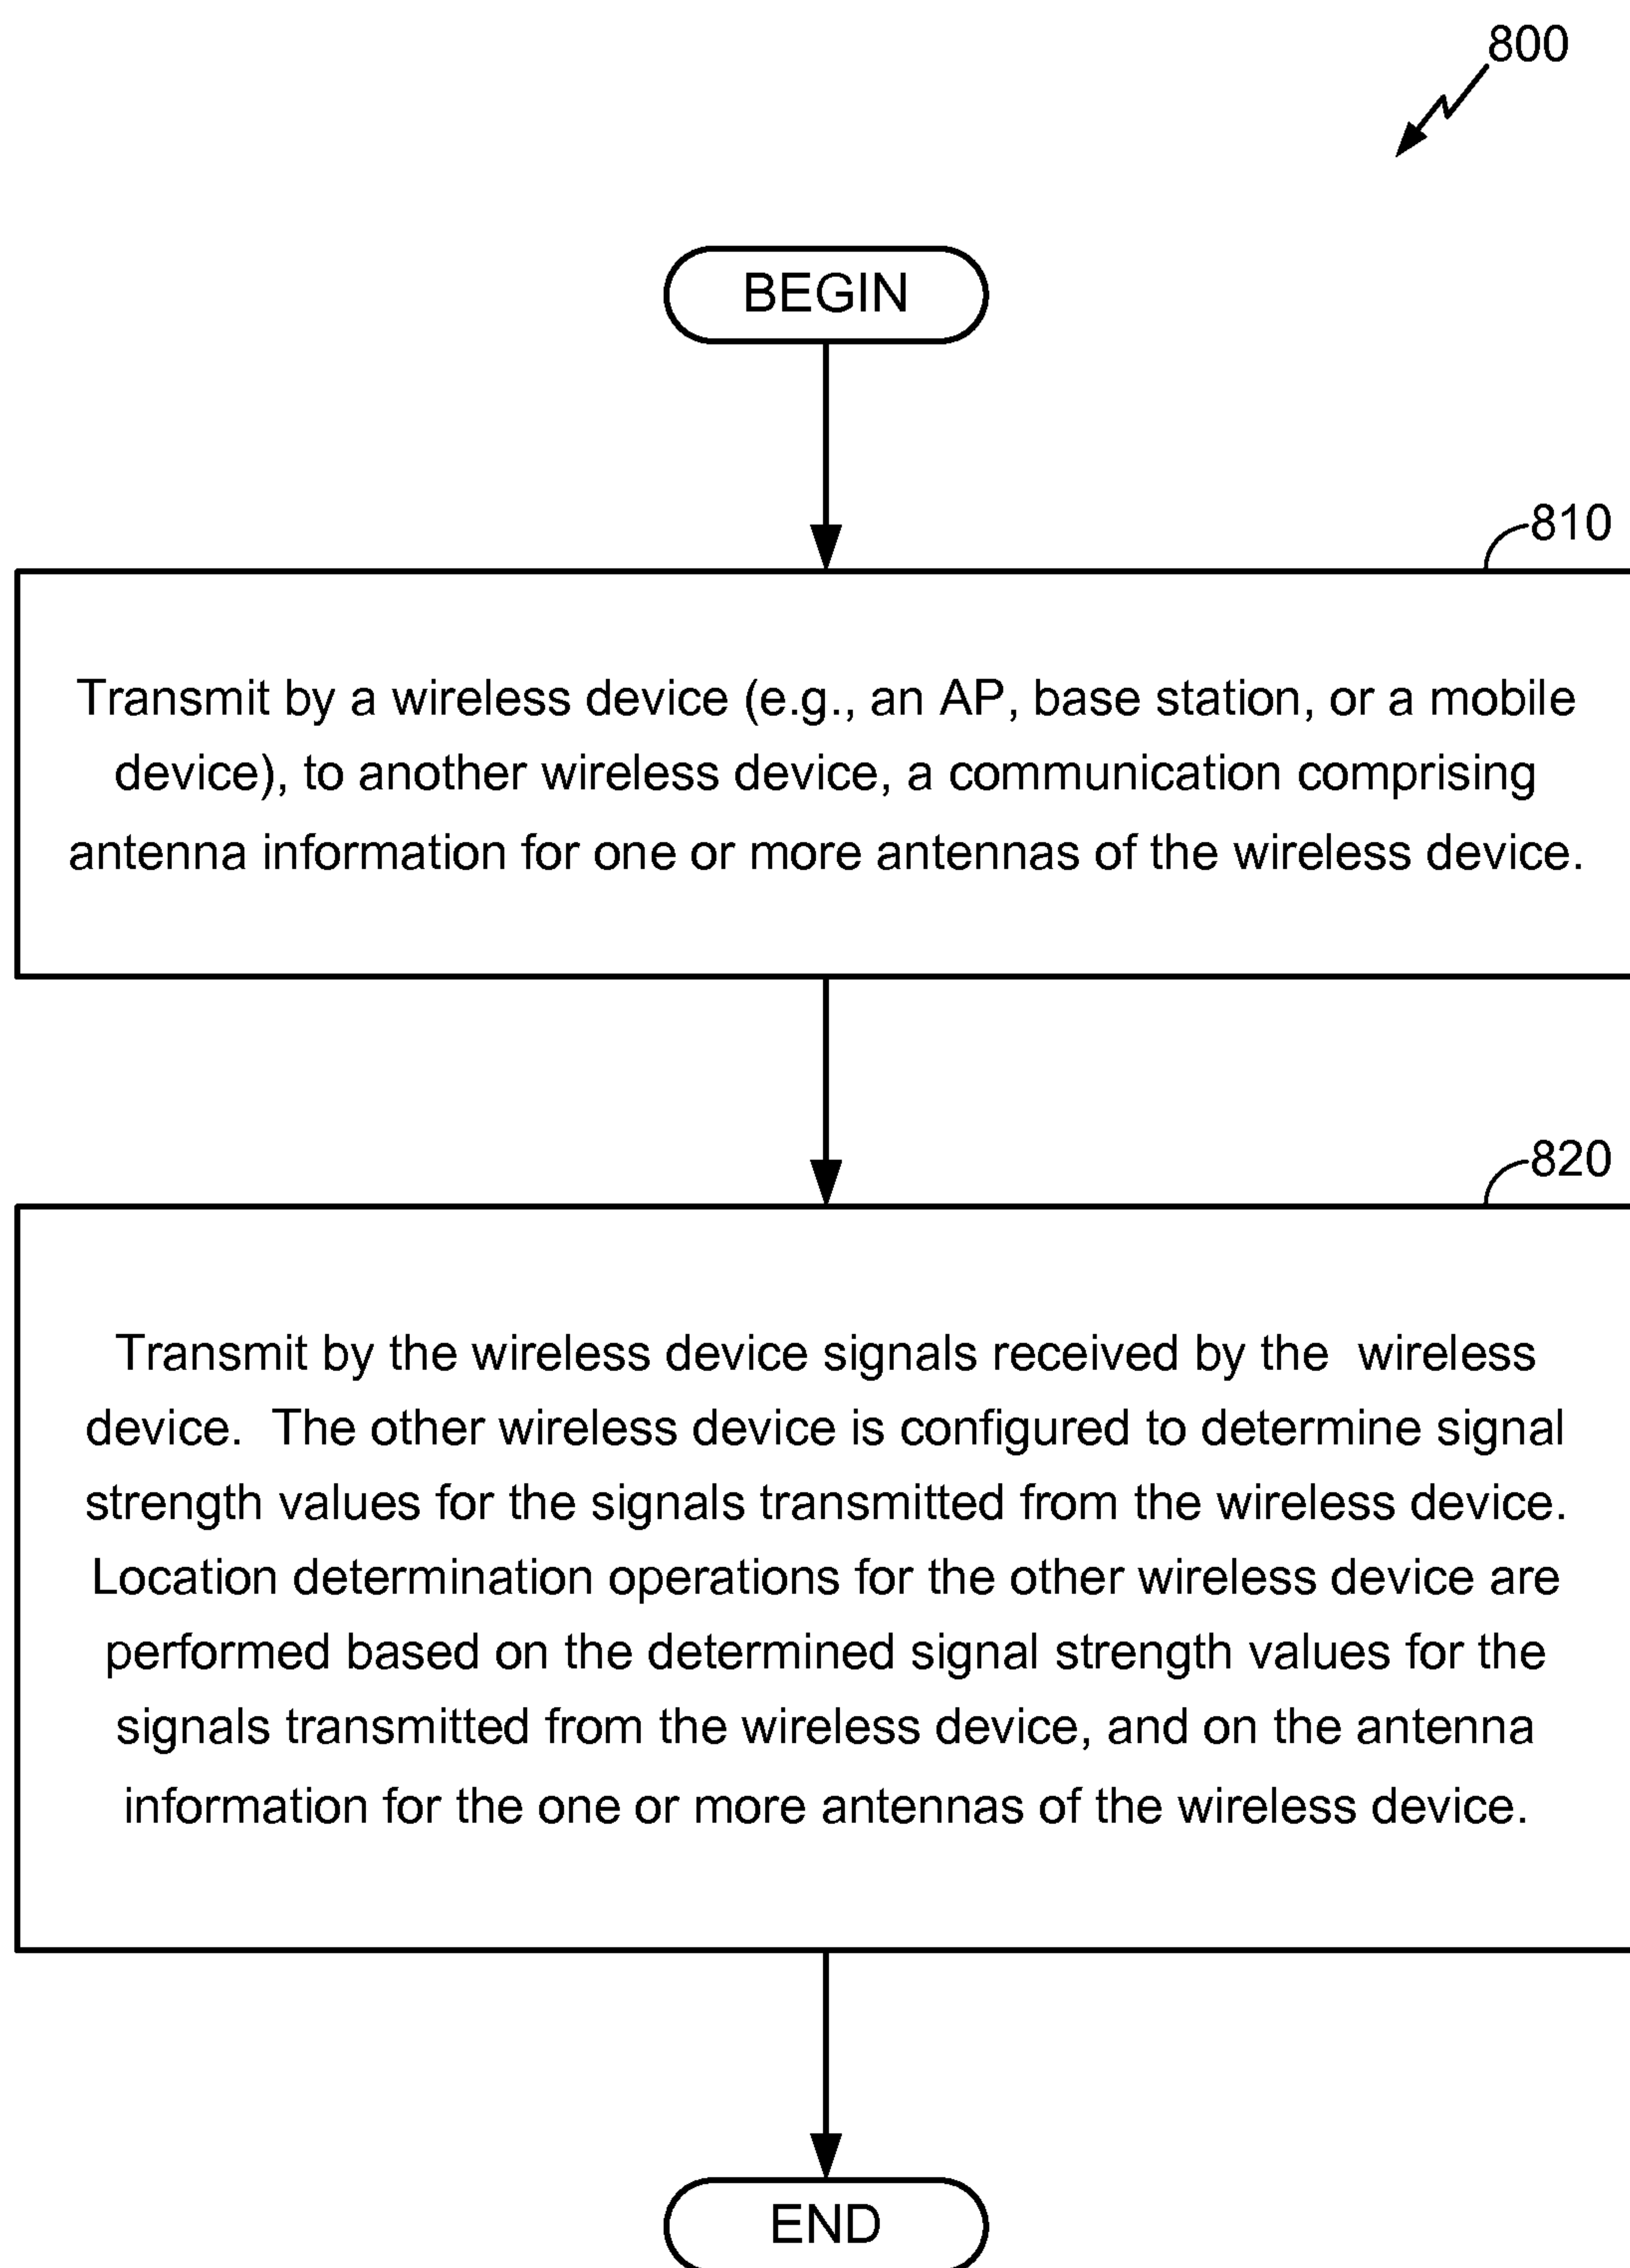 800
BEGIN
810
Transmit by a wireless device (e.g., an AP, base station, or a mobile
device), to another wireless device, a communication comprising
antenna information for one or more antennas of the wireless device.
820
Transmit by the wireless device signals received by the  wireless
device.  The other wireless device is configured to determine signal
strength values for the signals transmitted from the wireless device.
Location determination operations for the other wireless device are
performed based on the determined signal strength values for the
signals transmitted from the wireless device, and on the antenna
information for the one or more antennas of the wireless device.
END